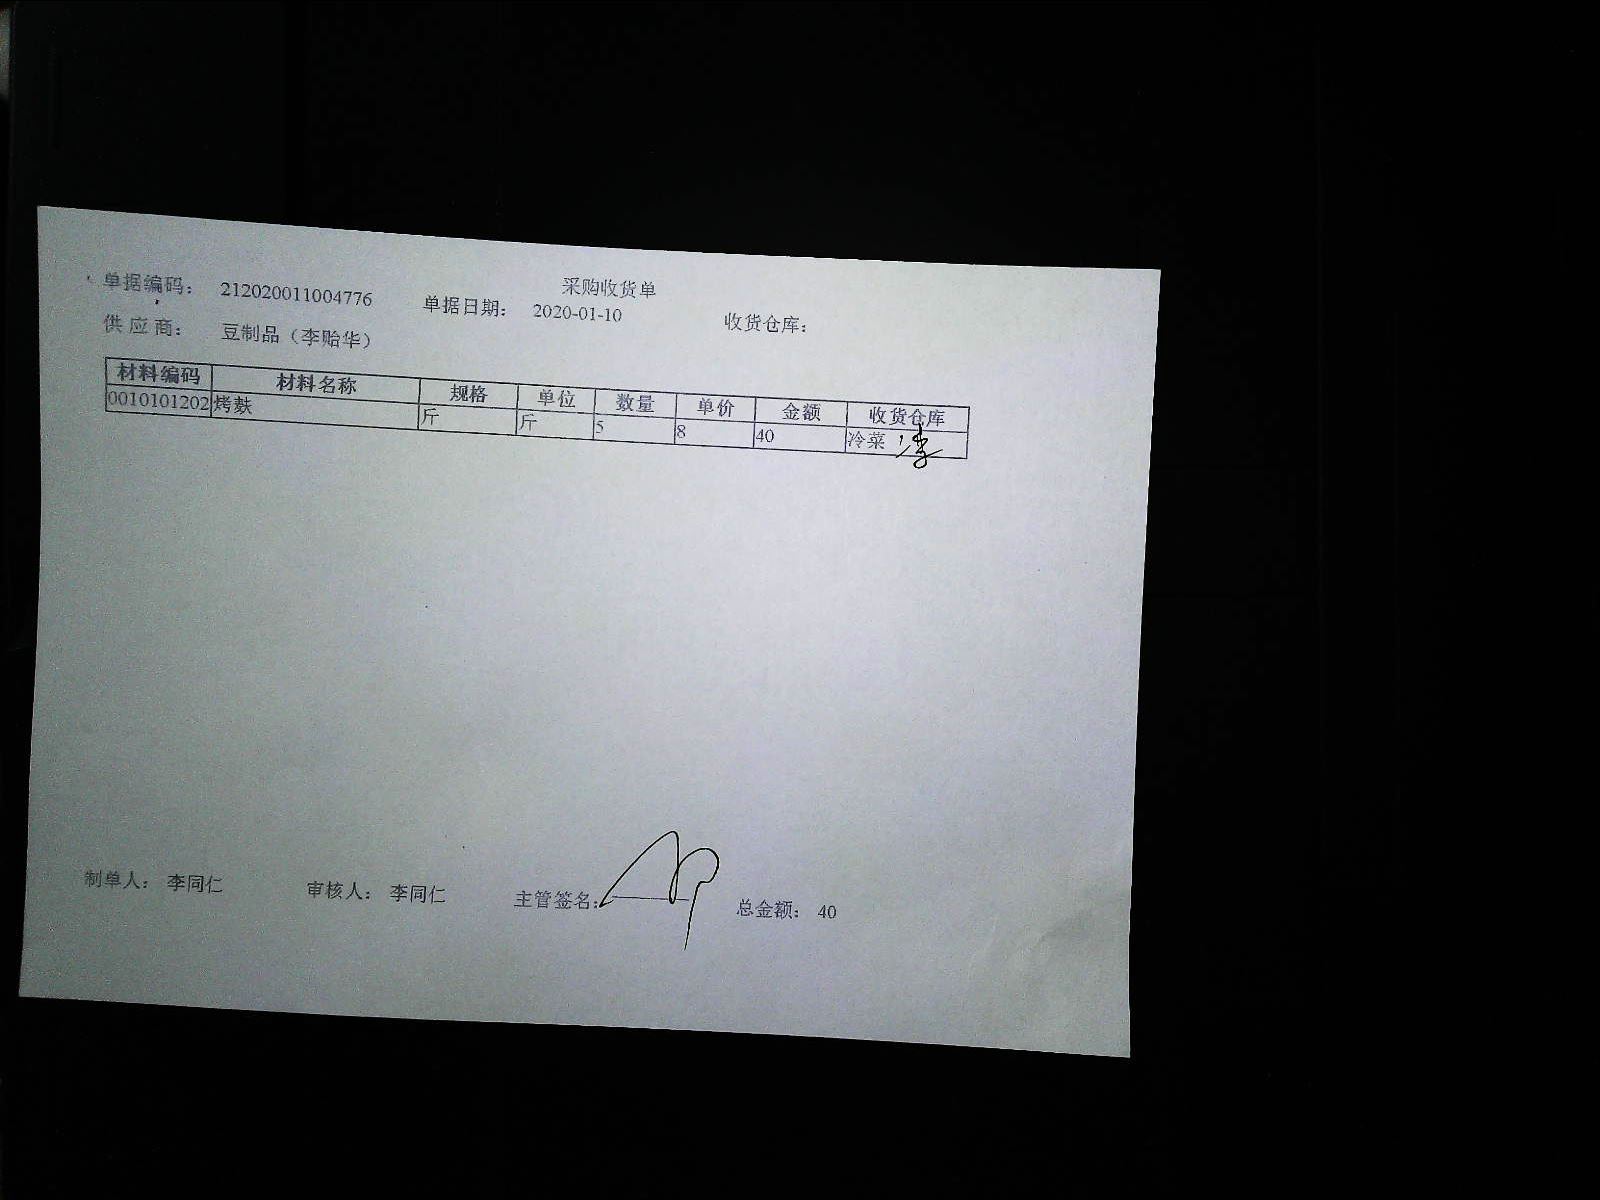 采购收货单
单据编码： 212020011004776 单据日期： 2020-01-10 收货仓库：
供 应 商： 豆制品（李贻华）
材料编码 材料名称 规格 单位 数量 单价 金额 收货仓库
0010101202 烤麸 斤 斤 5 8 40 冷菜
制单人： 李同仁 审核人： 李同仁 主管签名： 总金额： 40